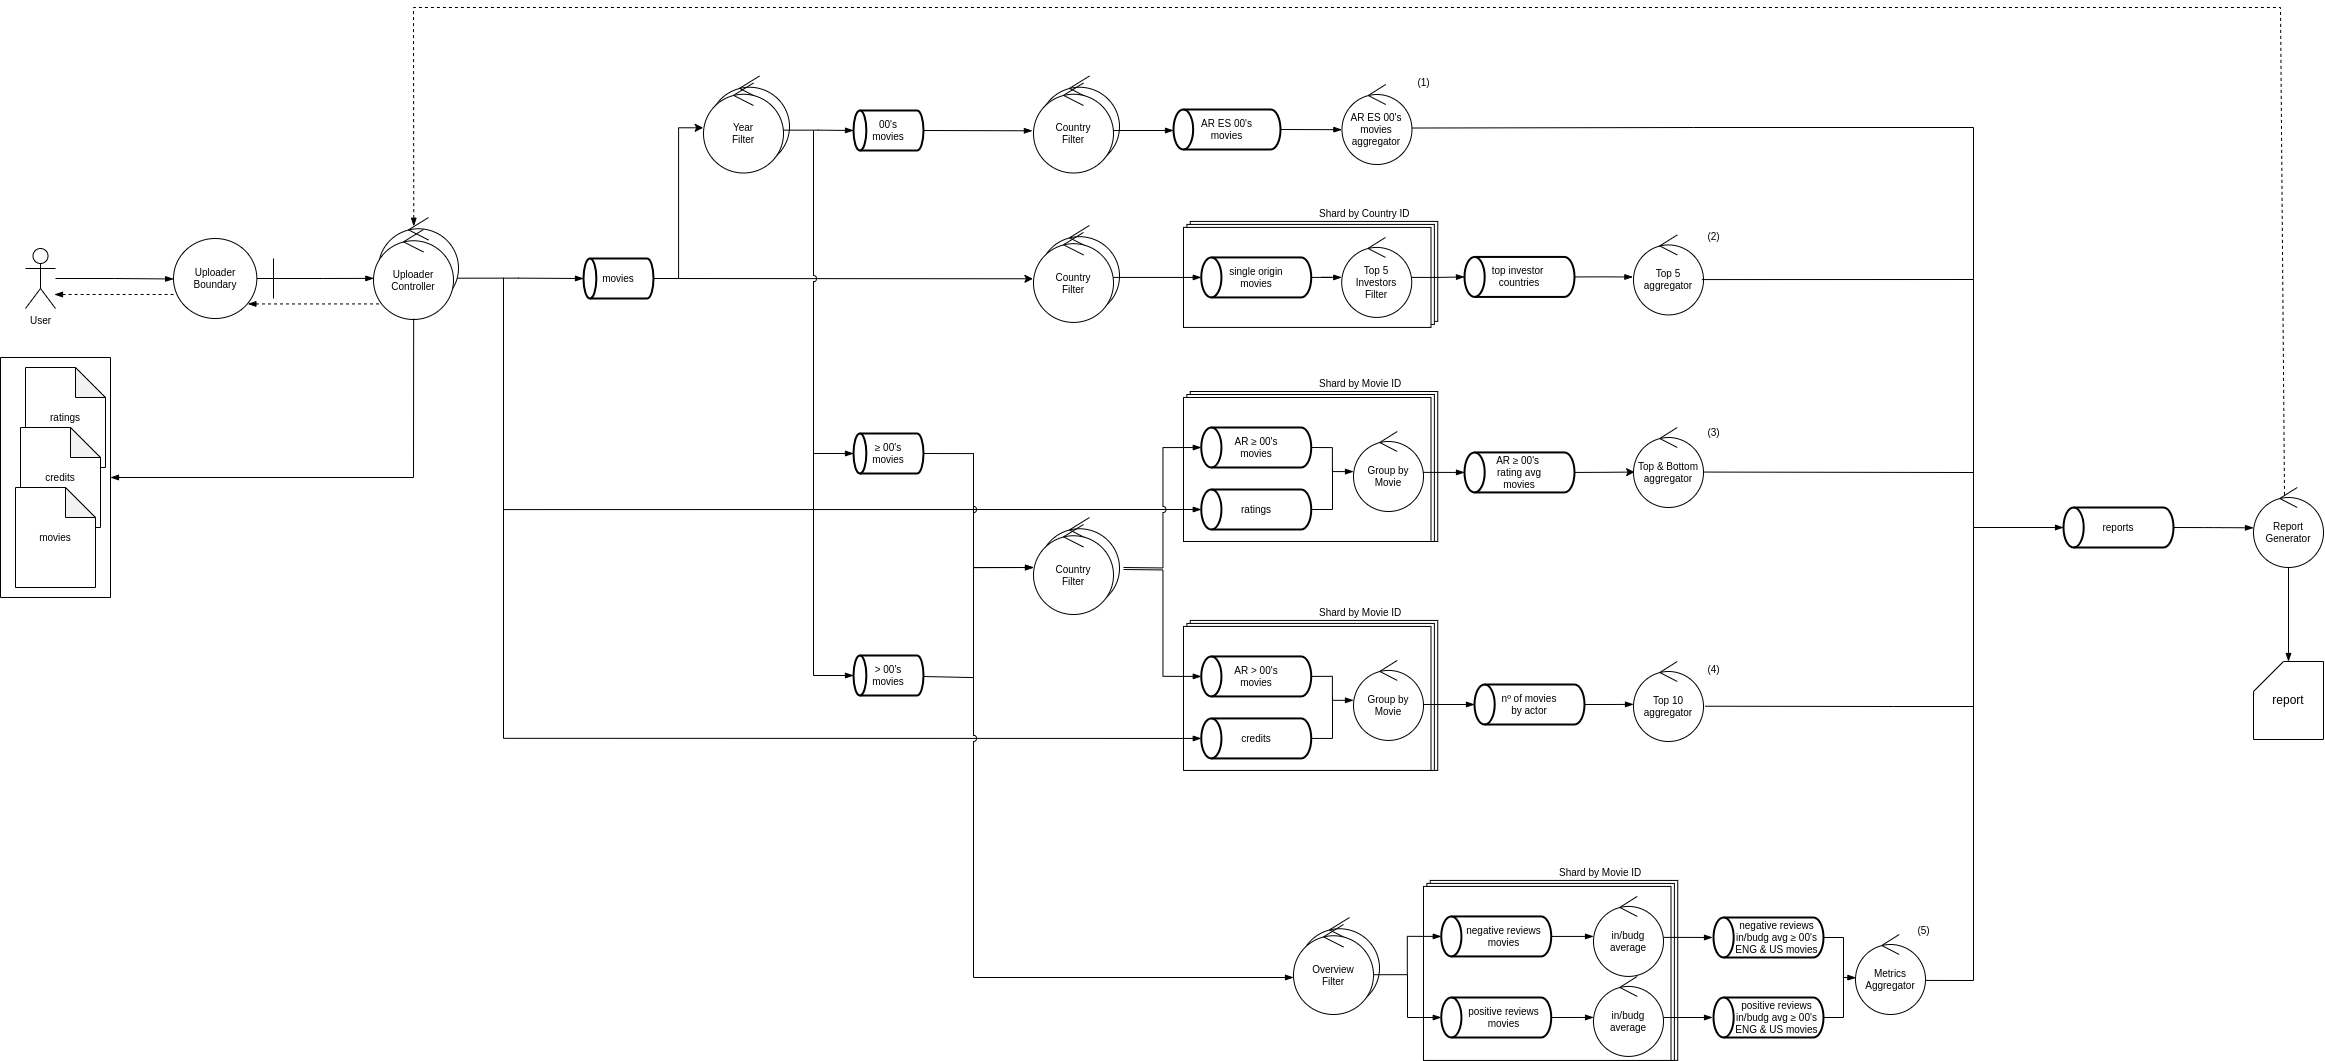 (1)
Year
Filter
00's
movies
Country
Filter
AR ES 00's
movies
AR ES 00's
movies
aggregator
Shard by Country ID
(2)
User
Uploader
Boundary
Uploader
Controller
movies
Country
Filter
single origin
movies
Top 5
Investors
Filter
top investor
countries
Top 5
aggregator
ratings
credits
movies
Shard by Movie ID
(3)
≥ 00's
movies
AR ≥ 00's
movies
ratings
Group by
Movie
AR ≥ 00's
rating avg
movies
Top & Bottom
aggregator
reports
Report
Generator
Country
Filter
Shard by Movie ID
(4)
> 00's
movies
AR > 00's
movies
credits
Group by
Movie
nº of movies
by actor
Top 10
aggregator
report
Shard by Movie ID
(5)
Overview
Filter
negative reviews
movies
in/budg
average
negative reviews
in/budg avg ≥ 00's
ENG & US movies
positive reviews
movies
in/budg
average
positive reviews
in/budg avg ≥ 00's
ENG & US movies
Metrics
Aggregator